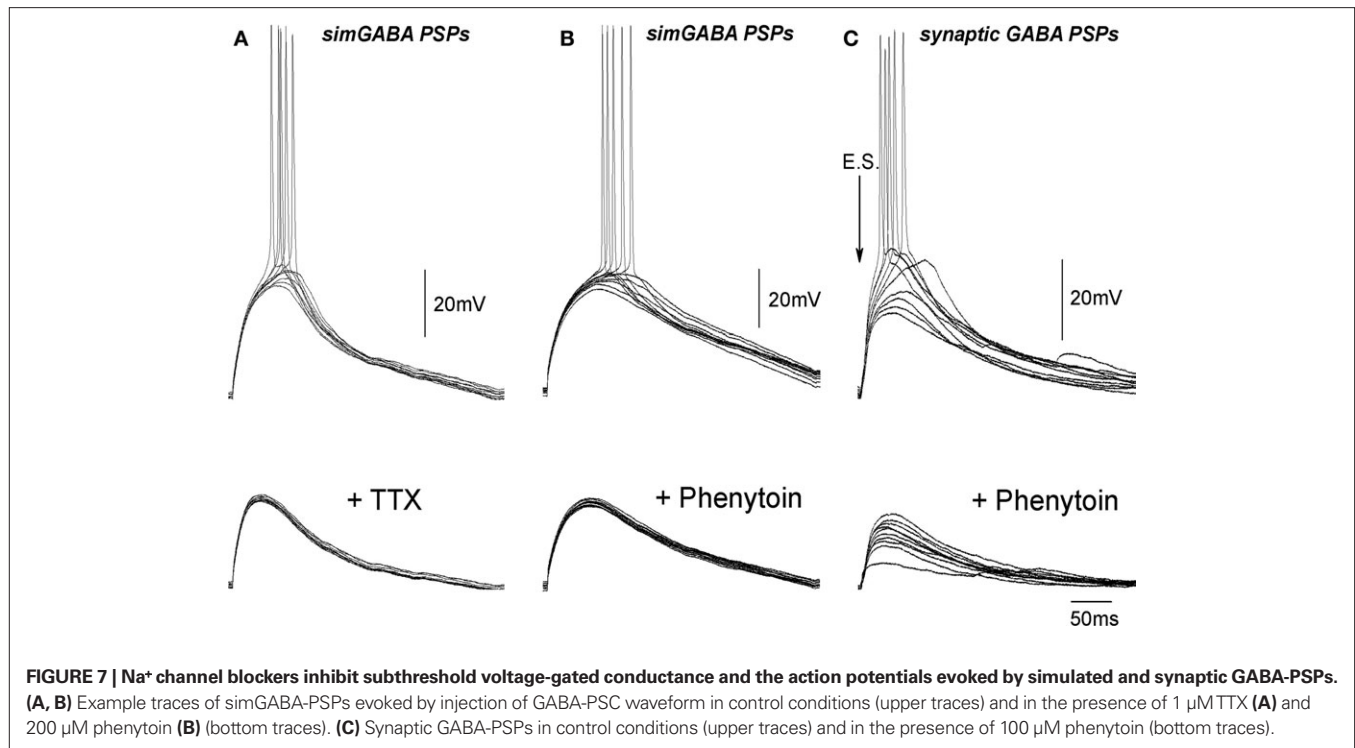 A simGABA PSPs
B simGABA PSPs
C synaptic GABA PSPs
E.S.
20mV
20mV
20mV
+ TTX
+ Phenytoin
+ Phenytoin
50ms
FIGURE 7 | Na⁺ channel blockers inhibit subthreshold voltage-gated conductance and the action potentials evoked by simulated and synaptic GABA-PSPs.
(A, B) Example traces of simGABA-PSPs evoked by injection of GABA-PSC waveform in control conditions (upper traces) and in the presence of 1 μM TTX (A) and
200 μM phenytoin (B) (bottom traces). (C) Synaptic GABA-PSPs in control conditions (upper traces) and in the presence of 100 μM phenytoin (bottom traces).